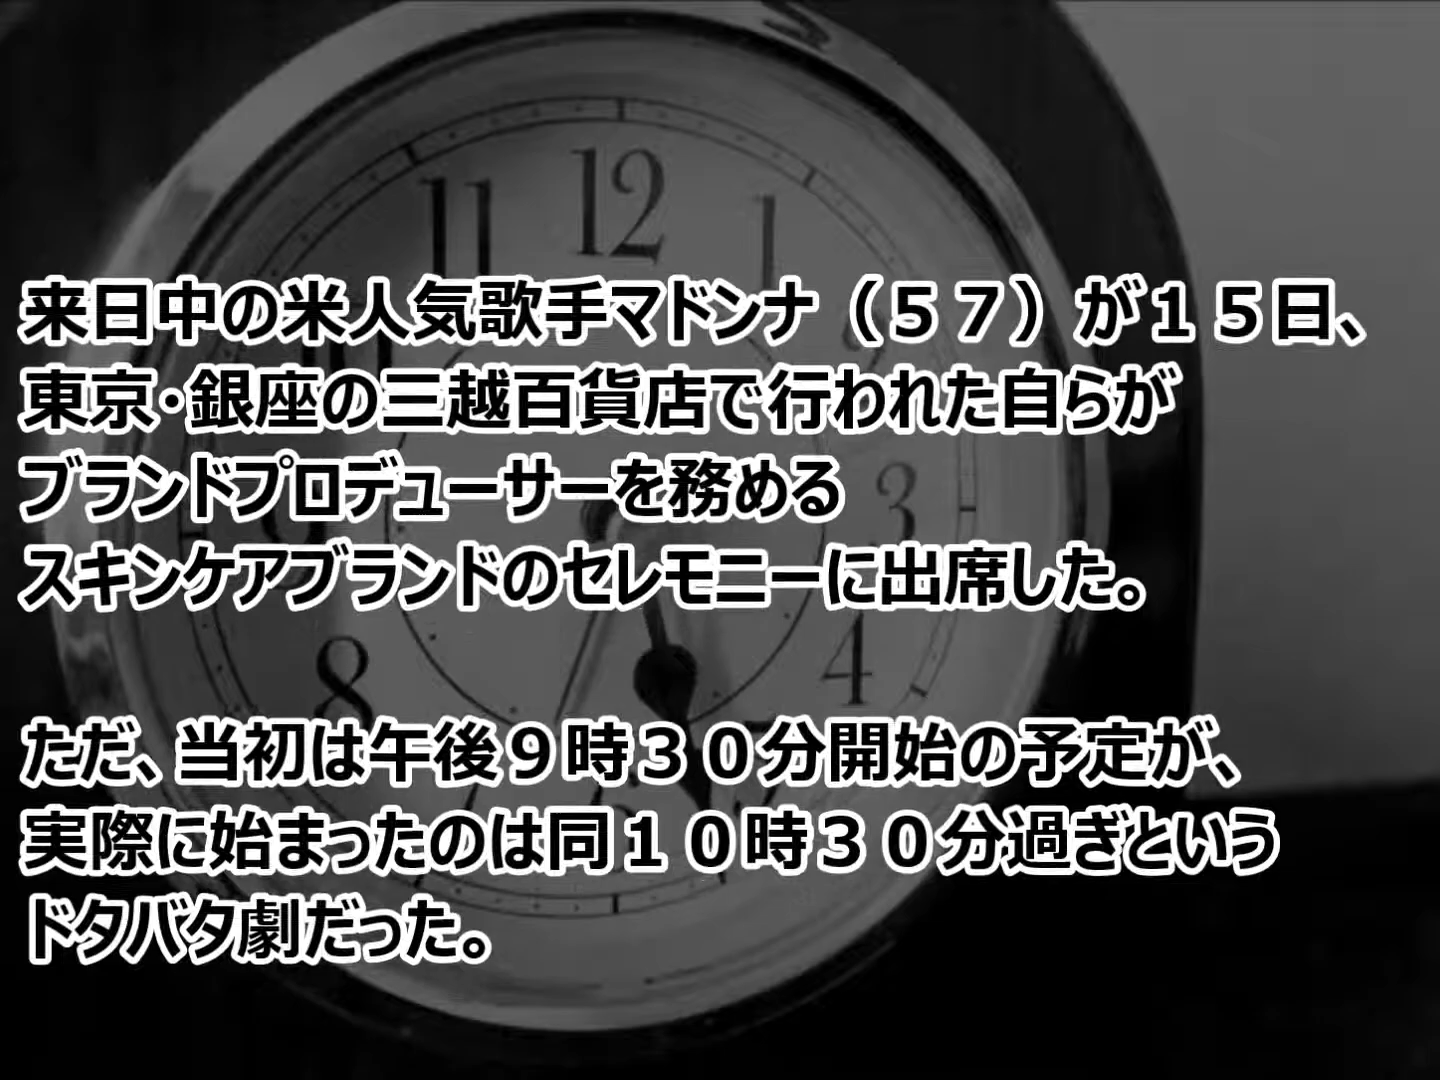 来日中の米人気歌手マドンナ（５７）が１５日、
東京・銀座の三越百貨店で行われた自らが
ブランドプロデューサーを務める
スキンケアブランドのセレモニーに出席した。
ただ、当初は午後９時３０分開始の予定が、
実際に始まったのは同１０時３０分過ぎという
ドタバタ劇だった。
12
11
1
3
4
8